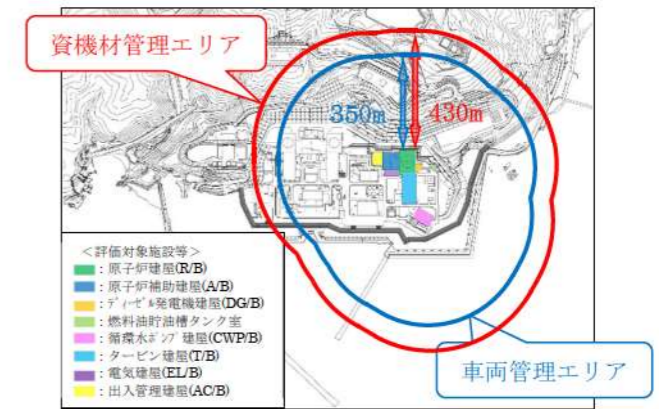 資機材管理エリア
350m
430m
<評価対象施設等>
:原子炉建屋(R/B)
:原子炉補助建屋(A/B)
:ディーゼル発電機建屋(DG/B)
:燃料油貯油槽タンク室
:循環水ポンプ建屋(CWP/B)
:タービン建屋(T/B)
:電気建屋(EL/B)
:出入管理建屋(AC/B)
車両管理エリア